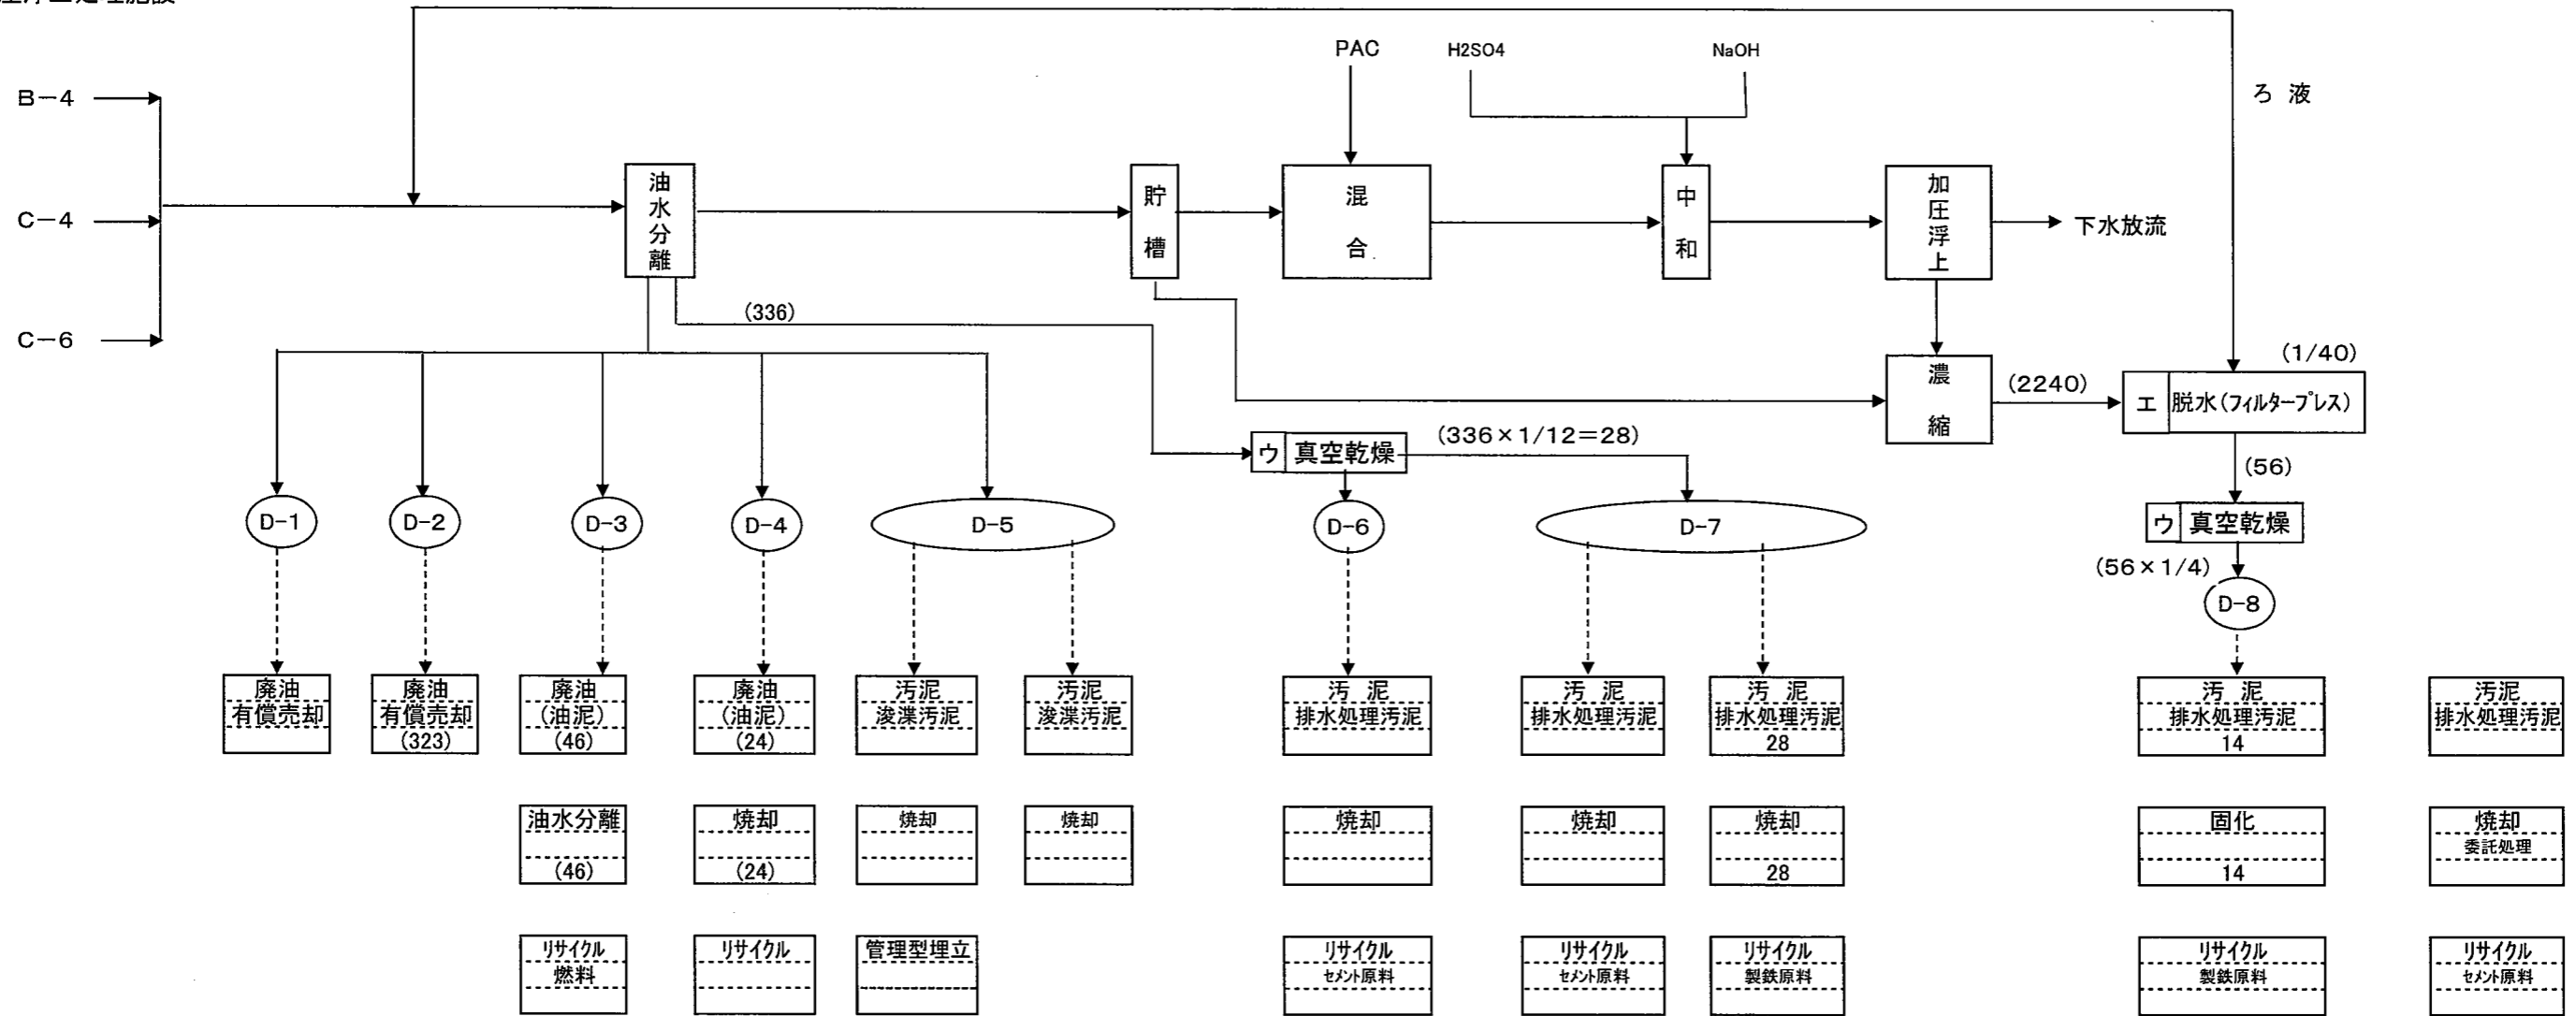 PAC
H2SO4
NaOH
B-4
ろ 液
C-4
C-6
油水分離
貯槽
混合
中和
加圧浮上
下水放流
(336)
(1/40)
濃縮
(2240)
エ 脱水(フィルタープレス)
ウ 真空乾燥
(336×1/12=28)
(56)
ウ 真空乾燥
(56×1/4)
D-1
D-2
D-3
D-4
D-5
D-6
D-7
D-8
廃油
有償売却
廃油
有償売却
(323)
廃油
(油泥)
(46)
廃油
(油泥)
(24)
汚泥
浚渫汚泥
汚泥
浚渫汚泥
汚 泥
排水処理汚泥
汚 泥
排水処理汚泥
汚 泥
排水処理汚泥
28
汚 泥
排水処理汚泥
14
汚泥
排水処理汚泥
油水分離
(46)
焼却
(24)
焼却
焼却
焼却
焼却
焼却
28
固化
14
焼却
委託処理
リサイクル
燃料
リサイクル
管理型埋立
リサイクル
セメント原料
リサイクル
セメント原料
リサイクル
製鉄原料
リサイクル
製鉄原料
リサイクル
セメント原料